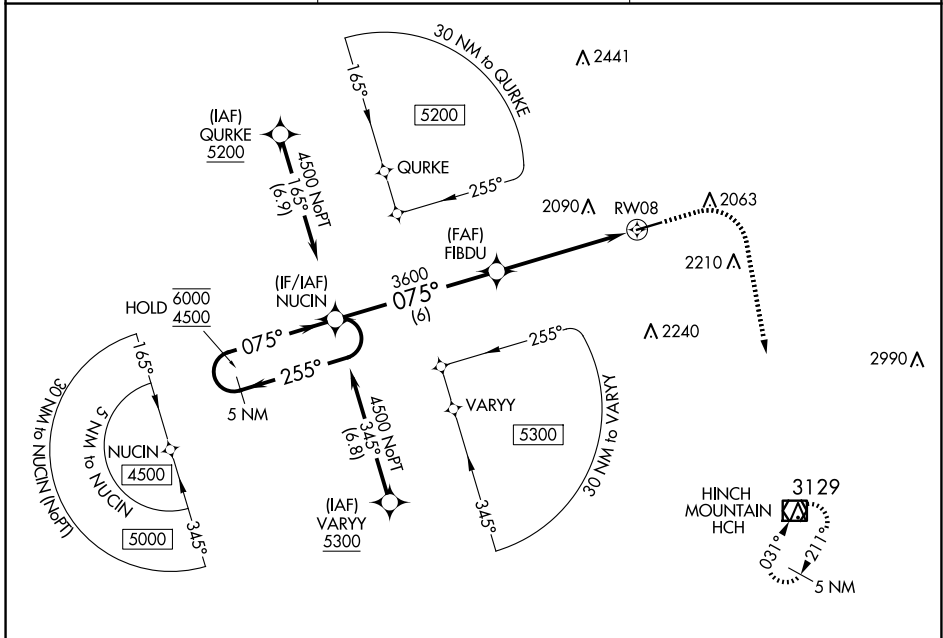 30 NM to QURKE
2441
165°
5200
QURKE
255°
(IAF)
QURKE
5200
4500 NoPT
165°
(6.9)
2090
RW08
2063
(FAF)
FIBDU
2210
(IF/IAF)
NUCIN
3600
075°
(6)
HOLD
6000
4500
075°
255°
5 NM
2240
2990
255°
VARYY
5300
30 NM to VARYY
345°
165°
30 NM to NUCIN (NoPT)
5 NM to NUCIN
NUCIN
4500
5000
345°
4500 NoPT
345°
(6.8)
(IAF)
VARYY
5300
HINCH
MOUNTAIN
HCH
3129
031°
211°
5 NM